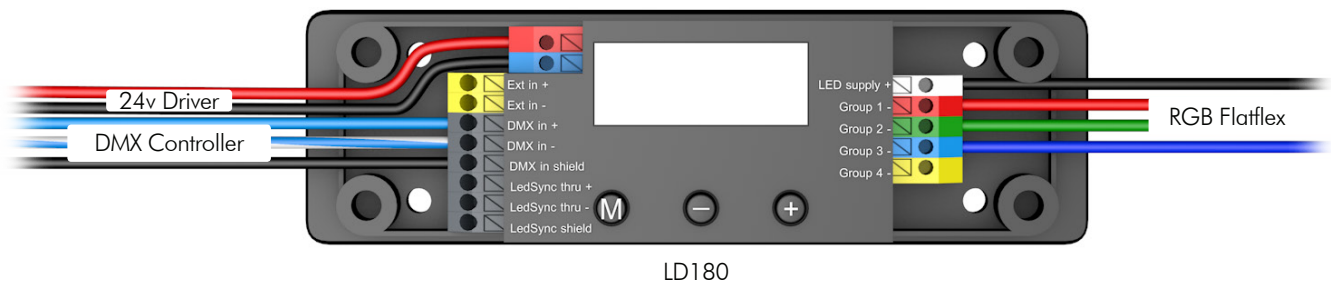 24v Driver
DMX Controller
Ext in +
Ext in -
DMX in +
DMX in -
DMX in shield
LedSync thru +
LedSync thru -
LedSync shield
M
−
+
LED supply +
Group 1 -
Group 2 -
Group 3 -
Group 4 -
RGB Flatflex
LD180